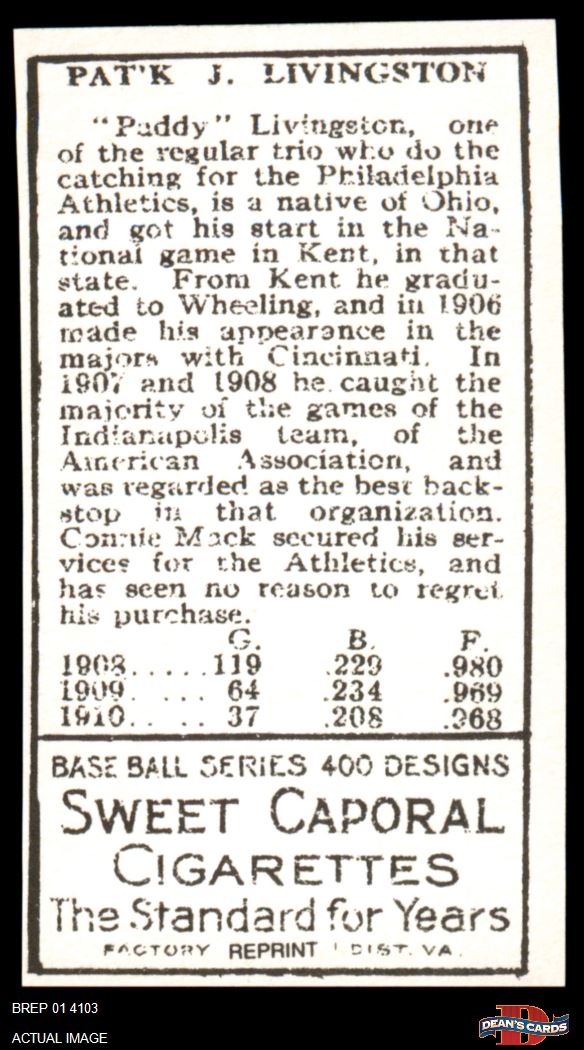 PAT'K J. LIVINGSTON
"Paddy" Livingston, one
of the regular trio who do the
catching for the Philadelphia
Athletics, is a native of Ohio,
and got his start in the Na-
tional game in Kent, in that
state. From Kent he gradu-
ated to Wheeling, and in 1906
made his appearance in the
majors with Cincinnati. In
1907 and 1908 he caught the
majority of the games of the
Indianapolis team, of the
American Association, and
was regarded as the best back-
stop in that organization.
Connie Mack secured his ser-
vices for the Athletics, and
has seen no reason to regret
his purchase.
G. B. F.
1908.....119 .229 .980
1909..... 64 .234 .969
1910..... 37 .208 .968
BASE BALL SERIES 400 DESIGNS
SWEET CAPORAL
CIGARETTES
The Standard for Years
FACTORY REPRINT DIST. VA.
BREP 01 4103
ACTUAL IMAGE
D
DEAN'S CARDS